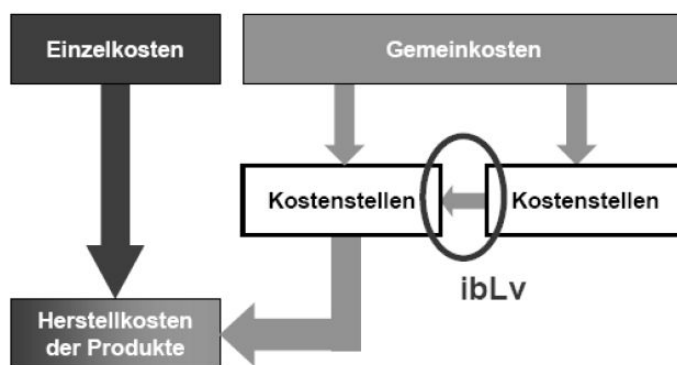 Einzelkosten
Gemeinkosten
Kostenstellen
Kostenstellen
ibLv
Herstellkosten
der Produkte